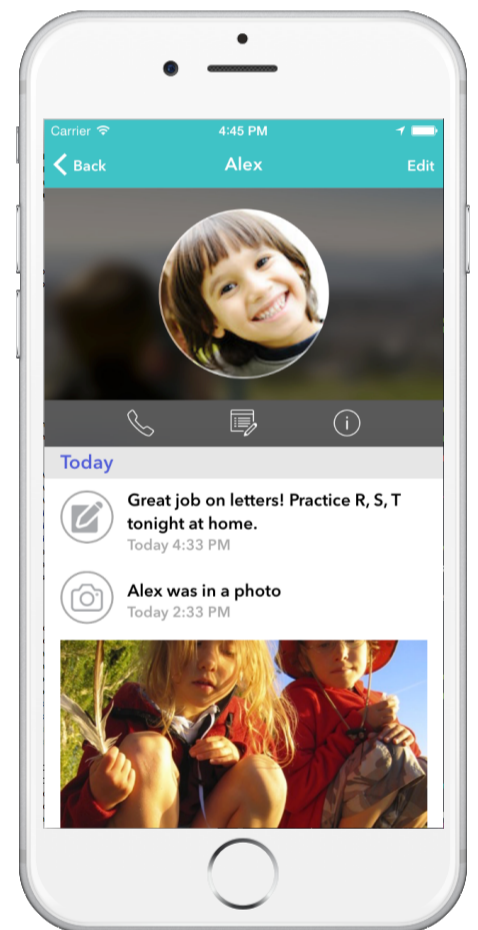 Carrier 4:45 PM
Back Alex Edit
Today
Great job on letters! Practice R, S, T
tonight at home.
Today 4:33 PM
Alex was in a photo
Today 2:33 PM